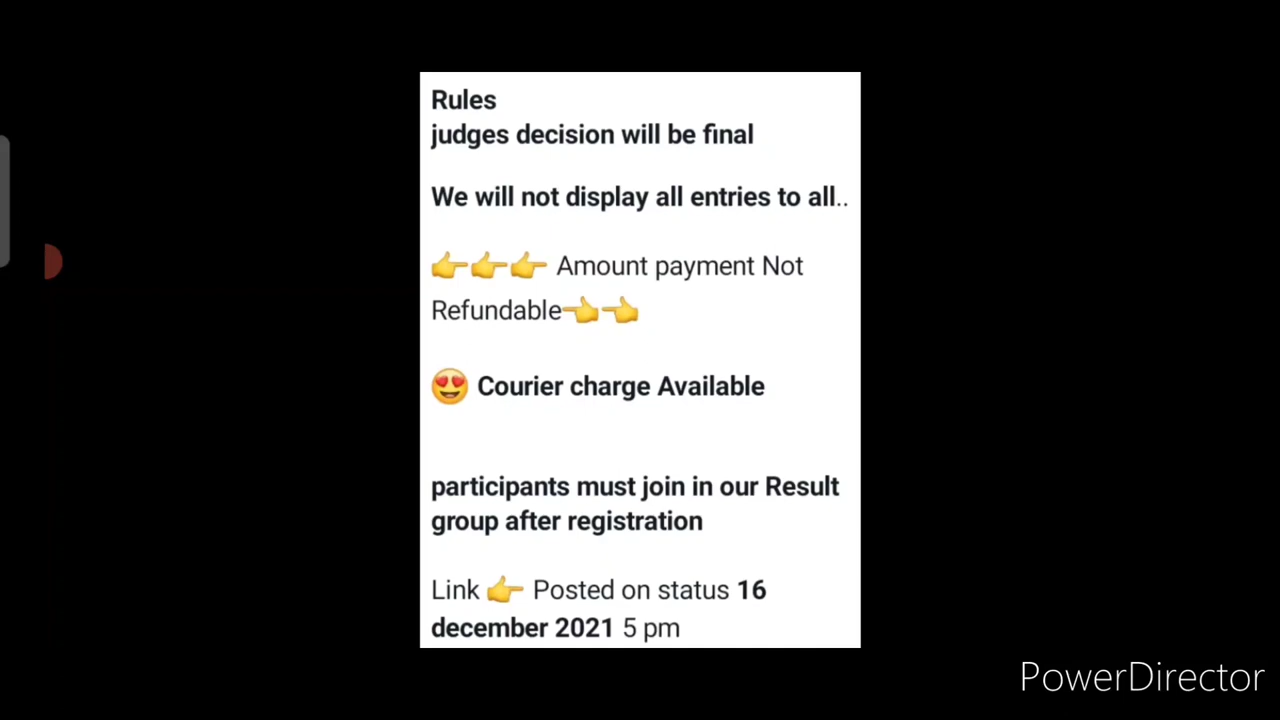 Rules
judges decision will be final
We will not display all entries to all..
👉👉👉 Amount payment Not
Refundable👈👈
😍 Courier charge Available
participants must join in our Result
group after registration
Link 👉 Posted on status 16
december 2021 5 pm
PowerDirector